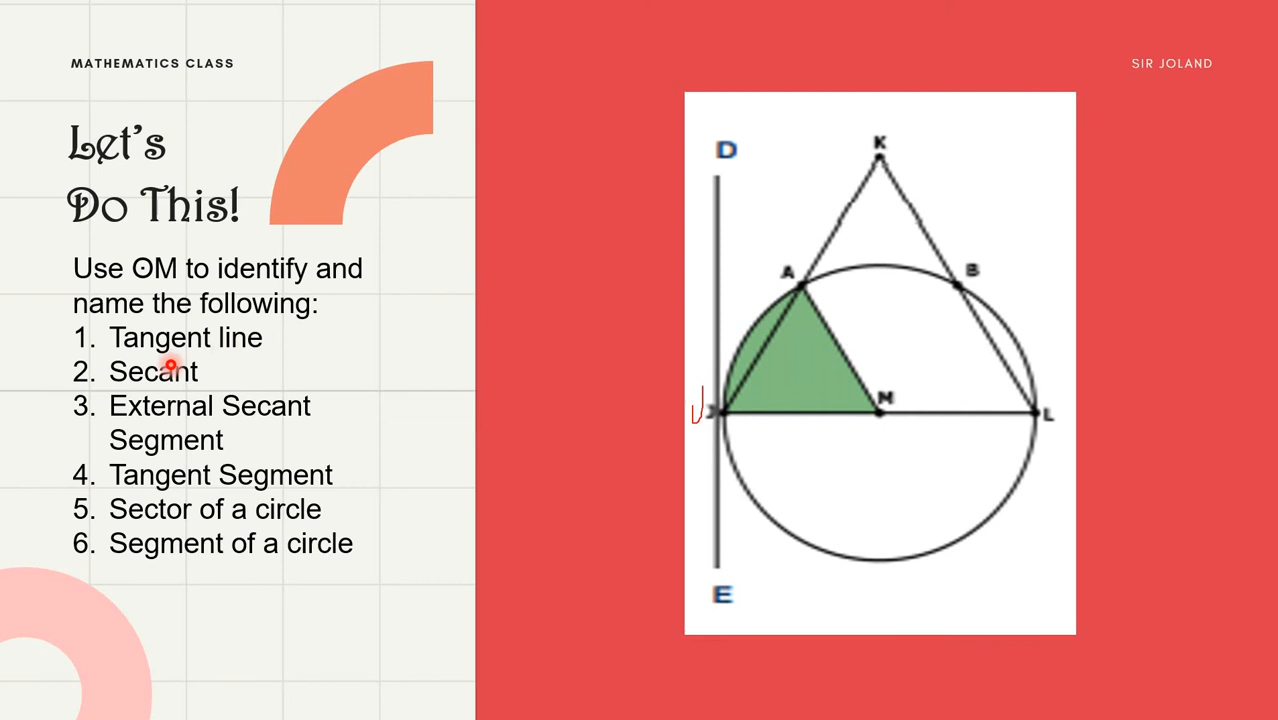 MATHEMATICS CLASS
SIR JOLAND
Let's
Do This!
Use ʘM to identify and
name the following:
1. Tangent line
2. Secant
3. External Secant
Segment
4. Tangent Segment
5. Sector of a circle
6. Segment of a circle
D
K
A
B
J
J
M
L
E